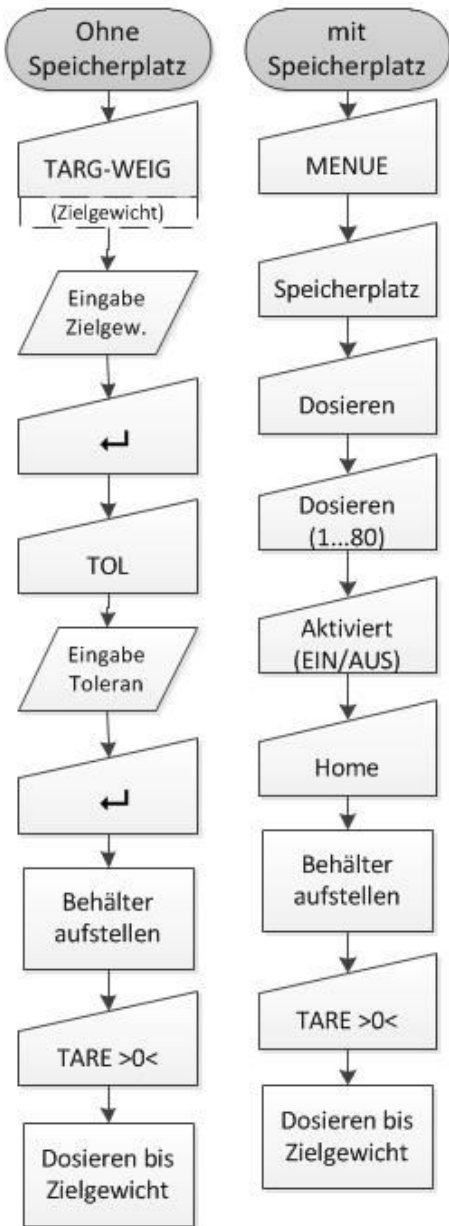 Ohne
Speicherplatz
TARG-WEIG
(Zielgewicht)
Eingabe
Zielgew.
↵
TOL
Eingabe
Toleran
↵
Behälter
aufstellen
TARE >0<
Dosieren bis
Zielgewicht
mit
Speicherplatz
MENUE
Speicherplatz
Dosieren
Dosieren
(1...80)
Aktiviert
(EIN/AUS)
Home
Behälter
aufstellen
TARE >0<
Dosieren bis
Zielgewicht